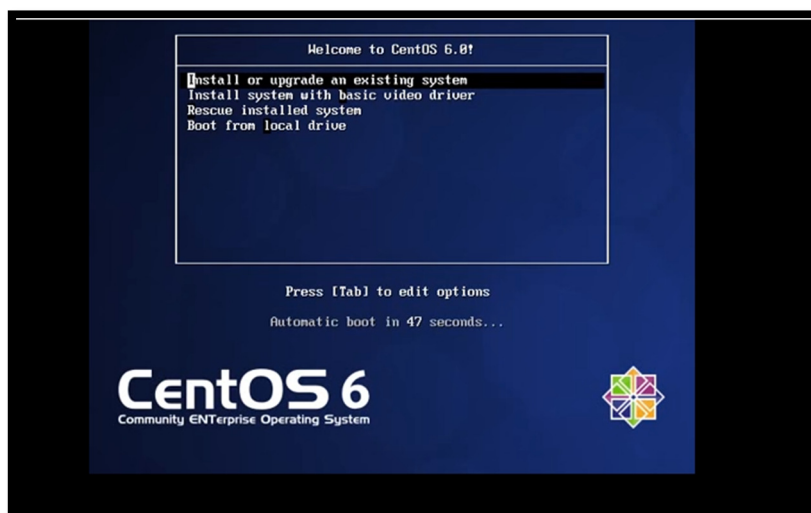 Welcome to CentOS 6.0!
Install or upgrade an existing system
Install system with basic video driver
Rescue installed system
Boot from local drive
Press [Tab] to edit options
Automatic boot in 47 seconds...
CentOS 6
Community ENTerprise Operating System